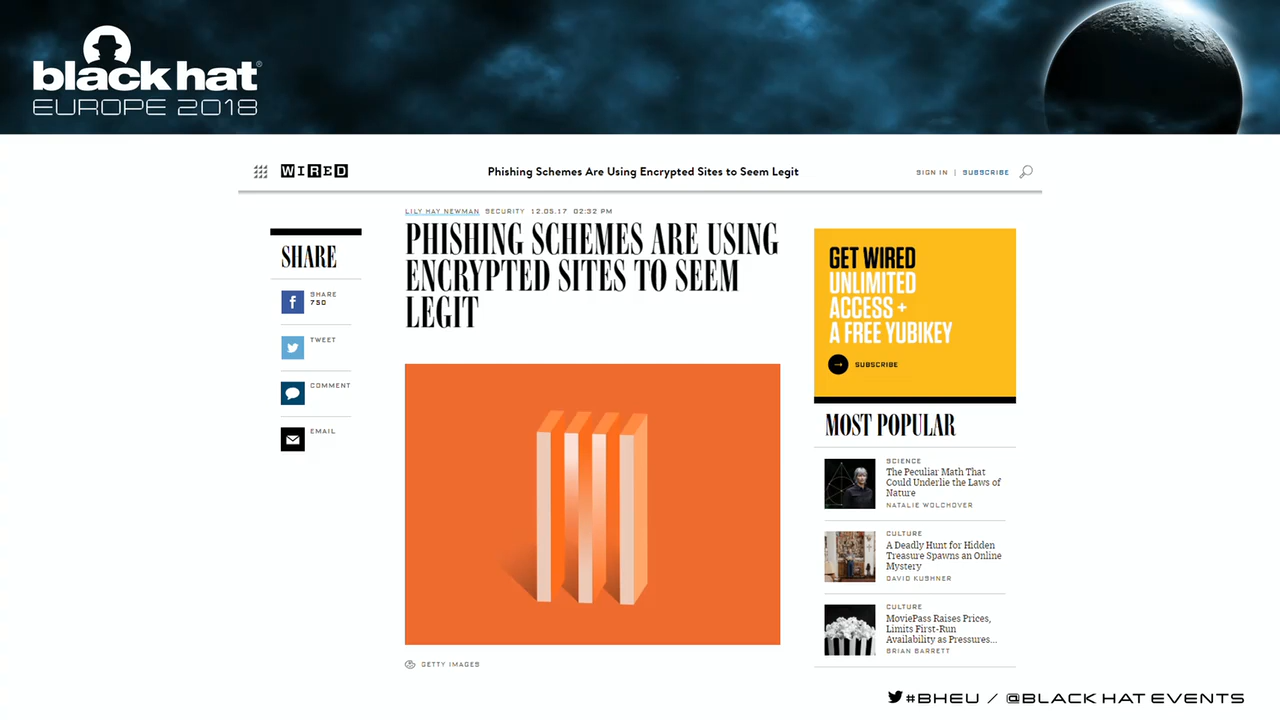 black hat®
EUROPE 2018
WIRED
Phishing Schemes Are Using Encrypted Sites to Seem Legit
SIGN IN | SUBSCRIBE
LILY HAY NEWMAN SECURITY 12.05.17 02:32 PM
PHISHING SCHEMES ARE USING
ENCRYPTED SITES TO SEEM
LEGIT
SHARE
SHARE
750
TWEET
COMMENT
EMAIL
GETTY IMAGES
GET WIRED
UNLIMITED
ACCESS +
A FREE YUBIKEY
SUBSCRIBE
MOST POPULAR
SCIENCE
The Peculiar Math That
Could Underlie the Laws of
Nature
NATALIE WOLCHOVER
CULTURE
A Deadly Hunt for Hidden
Treasure Spawns an Online
Mystery
DAVID KUSHNER
CULTURE
MoviePass Raises Prices,
Limits First-Run
Availability as Pressures...
BRIAN BARRETT
#BHEU / @BLACK HAT EVENTS